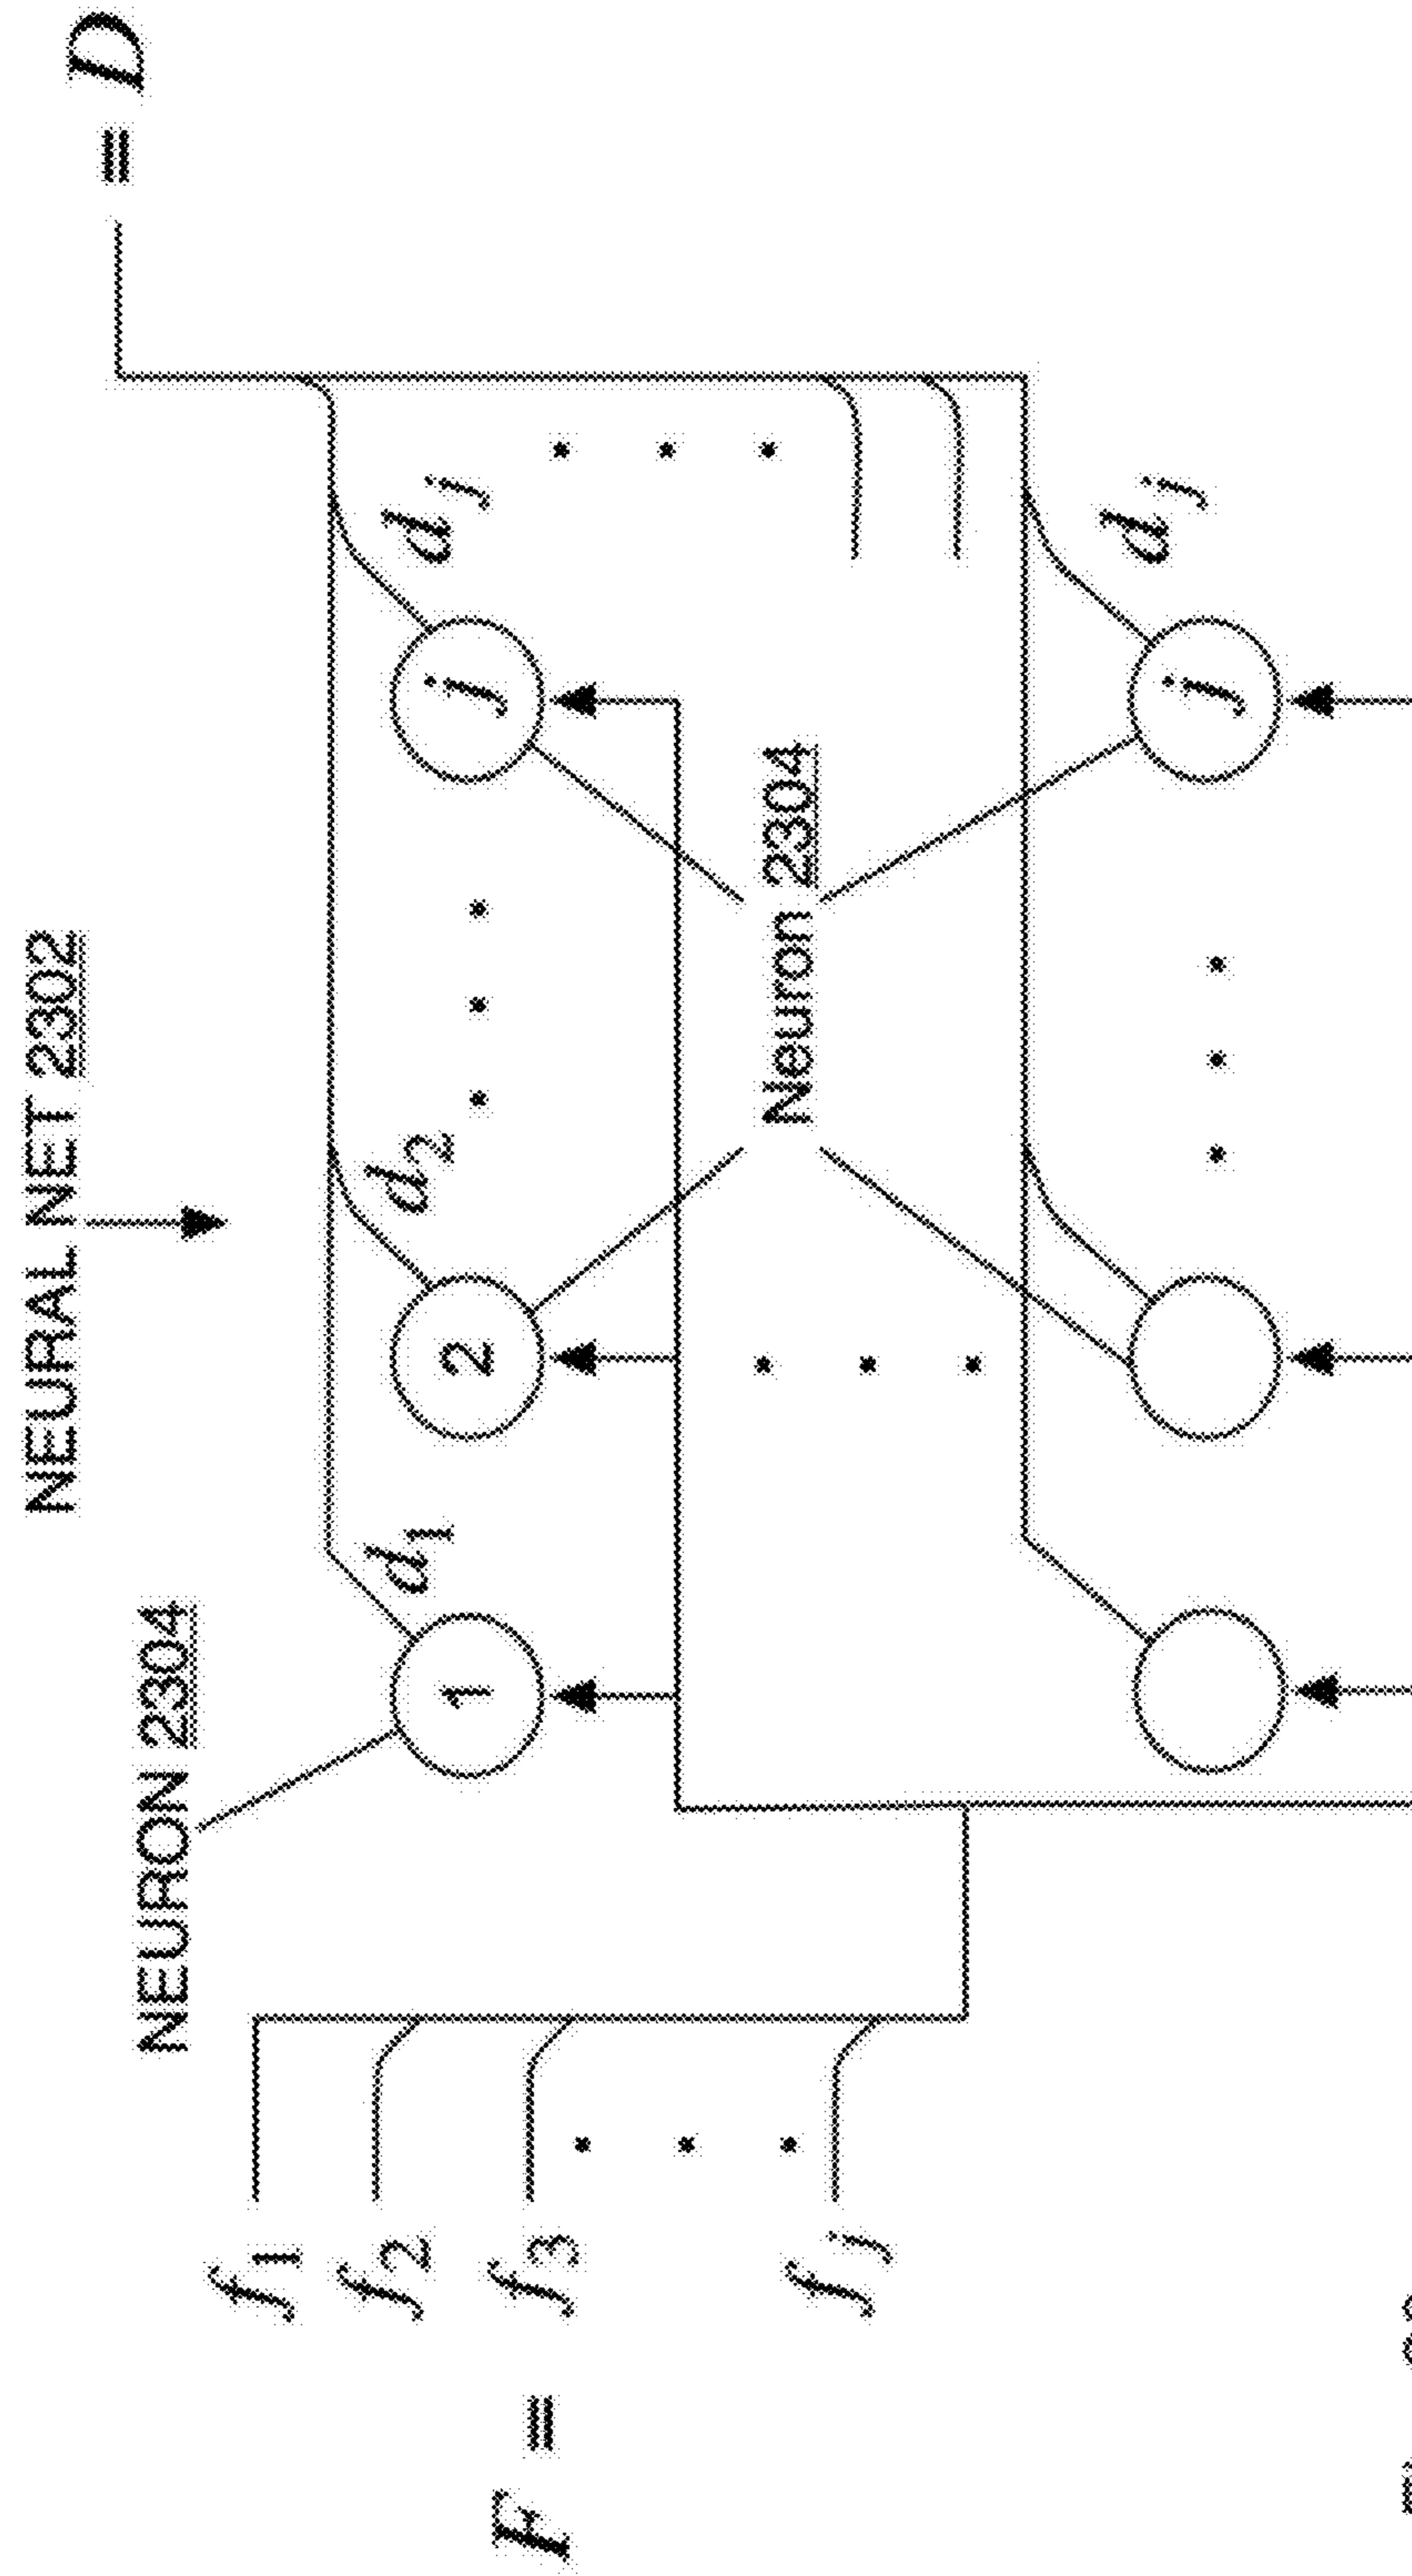 NEURAL NET 2302
NEURON 2304
= D
d1
d2
dj
1
2
j
F =
f1
f2
f3
fj
Neuron 2304
dj
j